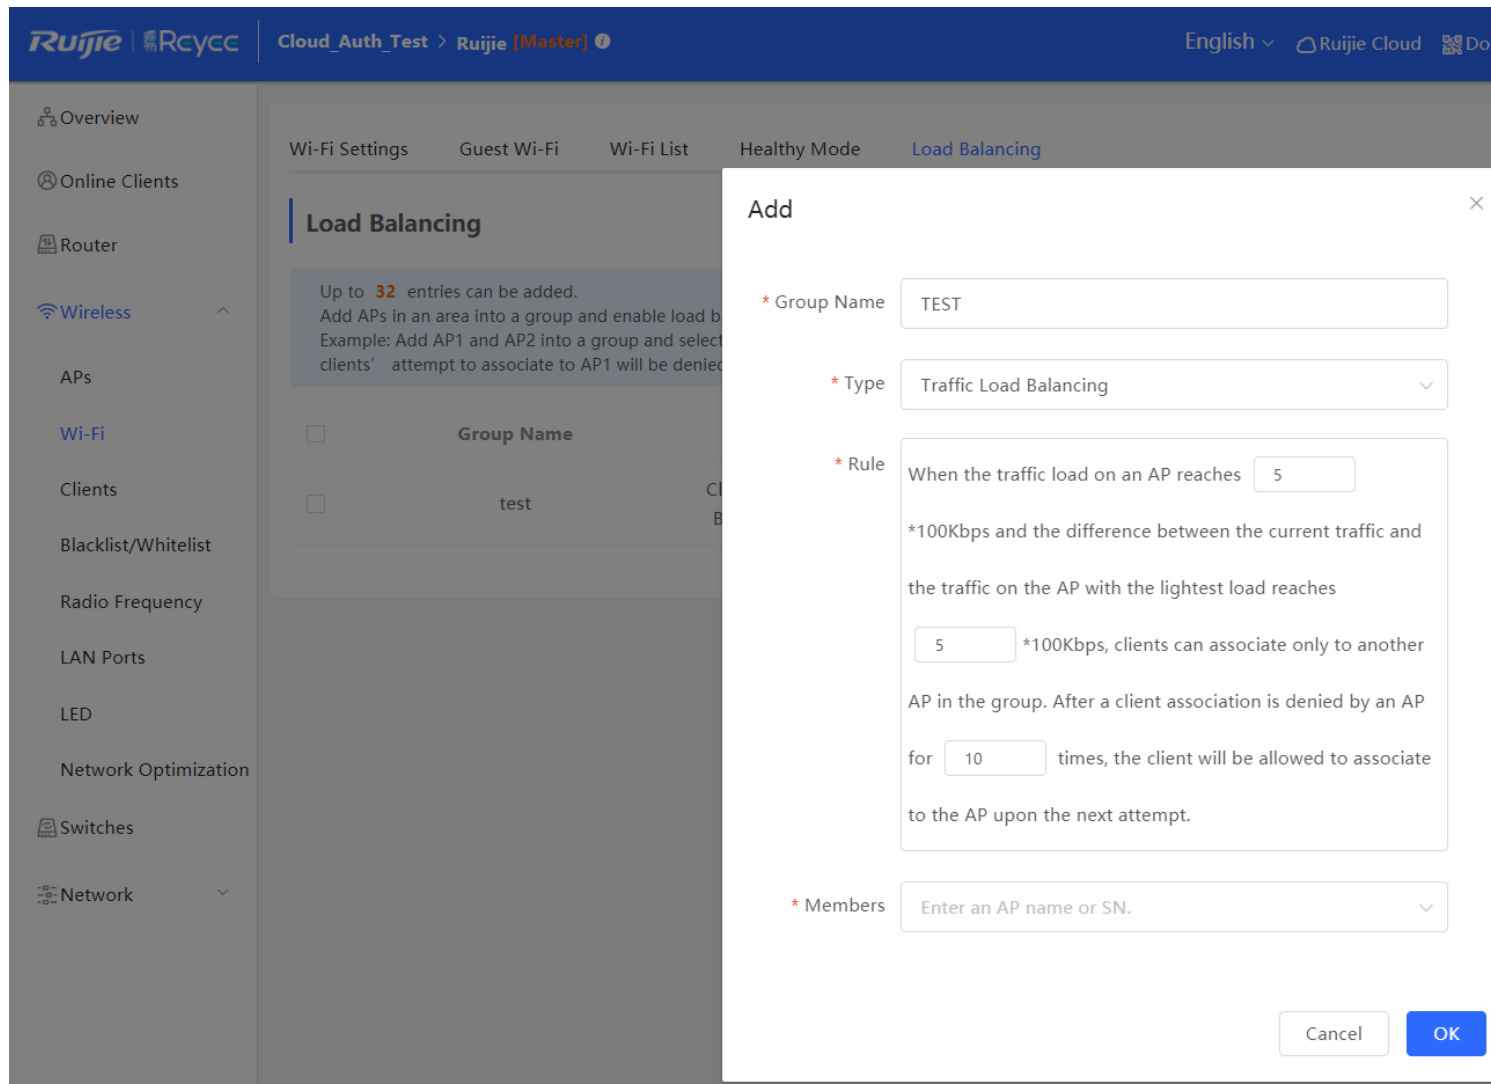 Ruijie | Reyee
Cloud_Auth_Test > Ruijie [Master]
English
Ruijie Cloud
Do
Overview
Online Clients
Router
Wireless
APs
Wi-Fi
Clients
Blacklist/Whitelist
Radio Frequency
LAN Ports
LED
Network Optimization
Switches
Network
Wi-Fi Settings
Guest Wi-Fi
Wi-Fi List
Healthy Mode
Load Balancing
Load Balancing
Up to 32 entries can be added.
Add APs in an area into a group and enable load b
Example: Add AP1 and AP2 into a group and select
clients' attempt to associate to AP1 will be denied
Group Name
test
Cl
B
Add
* Group Name
TEST
* Type
Traffic Load Balancing
* Rule
When the traffic load on an AP reaches 5
*100Kbps and the difference between the current traffic and
the traffic on the AP with the lightest load reaches
5 *100Kbps, clients can associate only to another
AP in the group. After a client association is denied by an AP
for 10 times, the client will be allowed to associate
to the AP upon the next attempt.
* Members
Enter an AP name or SN.
Cancel
OK